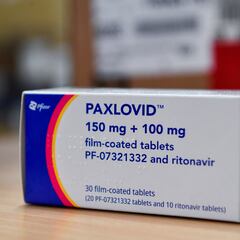 Pfizer
PAXLOVID™
150 mg + 100 mg
film-coated tablets
PF-07321332 and ritonavir
30 film-coated tablets
(20 PF-07321332 tablets and 10 ritonavir tablets)